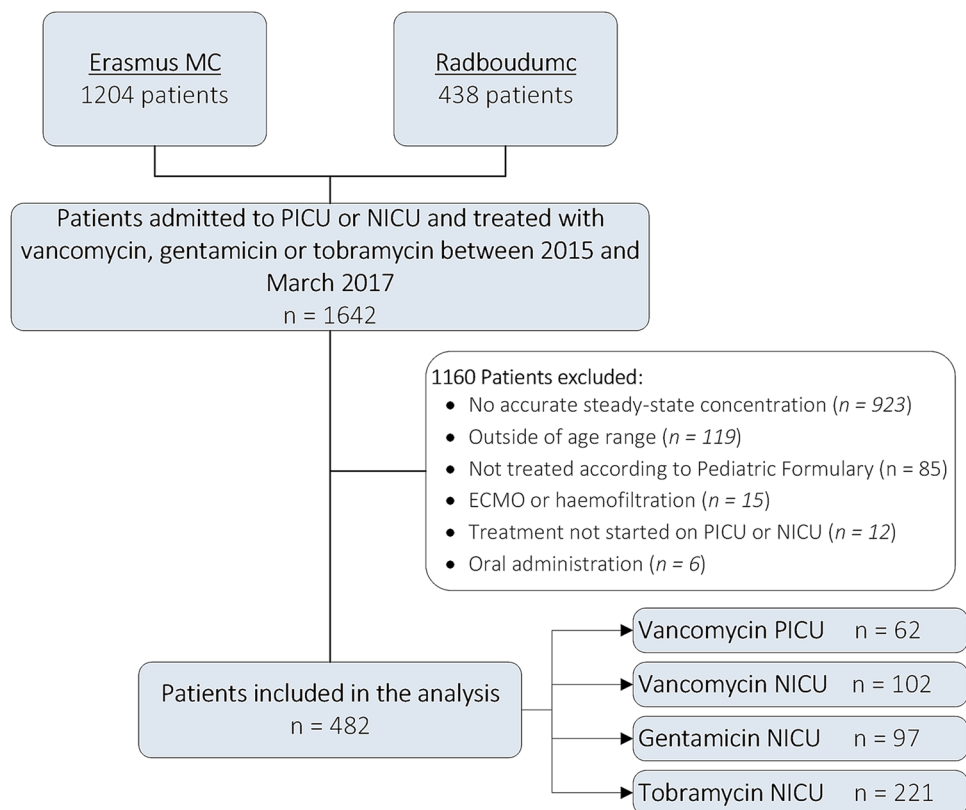 Erasmus MC
1204 patients
Radboudumc
438 patients
Patients admitted to PICU or NICU and treated with
vancomycin, gentamicin or tobramycin between 2015 and
March 2017
n = 1642
1160 Patients excluded:
• No accurate steady-state concentration (n = 923)
• Outside of age range (n = 119)
• Not treated according to Pediatric Formulary (n = 85)
• ECMO or haemofiltration (n = 15)
• Treatment not started on PICU or NICU (n = 12)
• Oral administration (n = 6)
Patients included in the analysis
n = 482
Vancomycin PICU n = 62
Vancomycin NICU n = 102
Gentamicin NICU n = 97
Tobramycin NICU n = 221